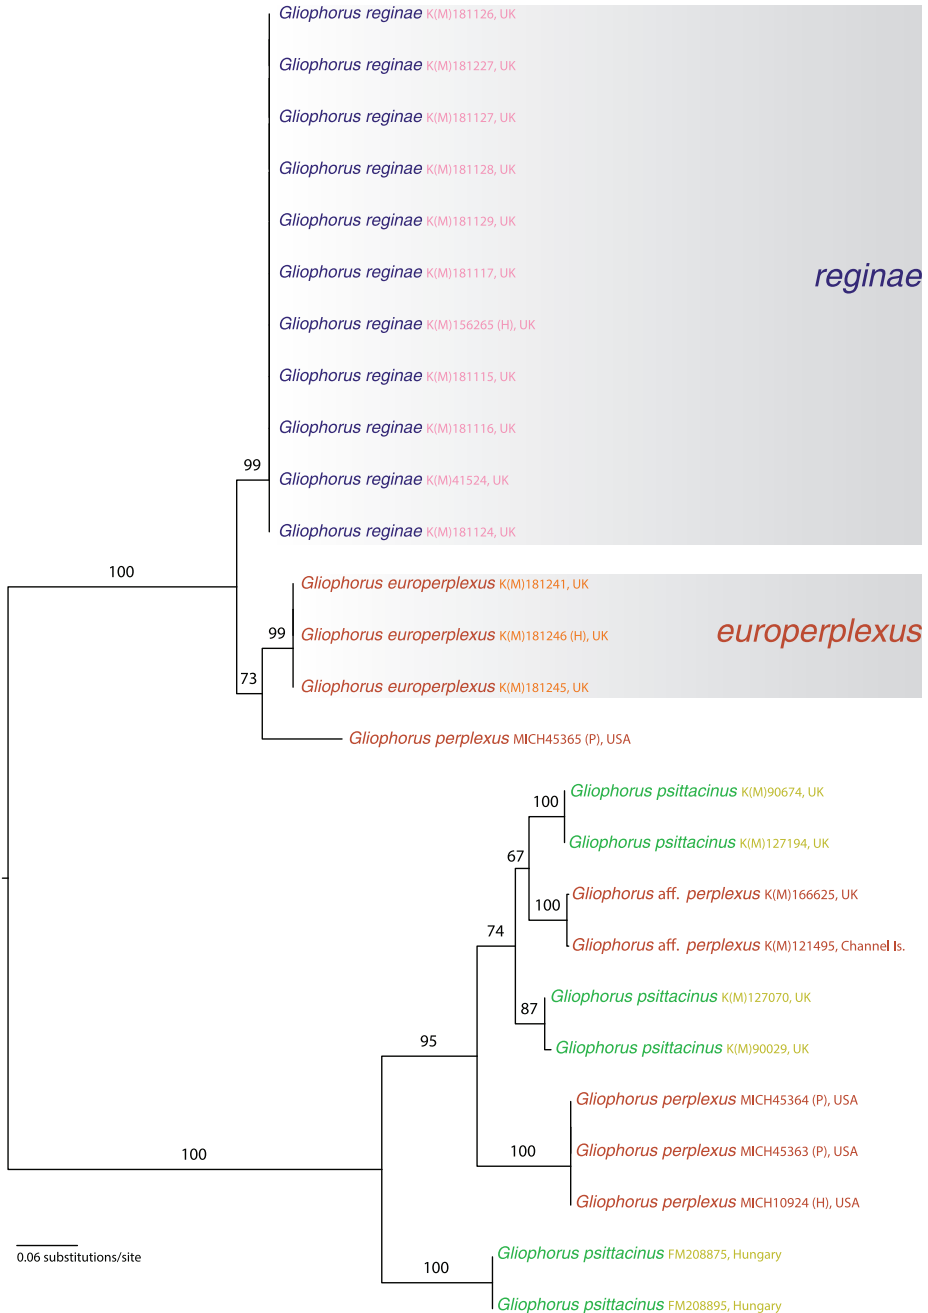 Gliophorus reginae K(M)181126, UK
Gliophorus reginae K(M)181227, UK
Gliophorus reginae K(M)181127, UK
Gliophorus reginae K(M)181128, UK
Gliophorus reginae K(M)181129, UK
Gliophorus reginae K(M)181117, UK
reginae
Gliophorus reginae K(M)156265 (H), UK
Gliophorus reginae K(M)181115, UK
Gliophorus reginae K(M)181116, UK
99
Gliophorus reginae K(M)41524, UK
Gliophorus reginae K(M)181124, UK
100
Gliophorus europerplexus K(M)181241, UK
99
Gliophorus europerplexus K(M)181246 (H), UK
europerplexus
73
Gliophorus europerplexus K(M)181245, UK
Gliophorus perplexus MICH45365 (P), USA
Gliophorus psittacinus K(M)90674, UK
100
Gliophorus psittacinus K(M)127194, UK
67
Gliophorus aff. perplexus K(M)166625, UK
100
74
Gliophorus aff. perplexus K(M)121495, Channel Is.
Gliophorus psittacinus K(M)127070, UK
87
95
Gliophorus psittacinus K(M)90029, UK
Gliophorus perplexus MICH45364 (P), USA
100
100
Gliophorus perplexus MICH45363 (P), USA
Gliophorus perplexus MICH10924 (H), USA
0.06 substitutions/site
Gliophorus psittacinus FM208875, Hungary
100
Gliophorus psittacinus FM208895, Hungary